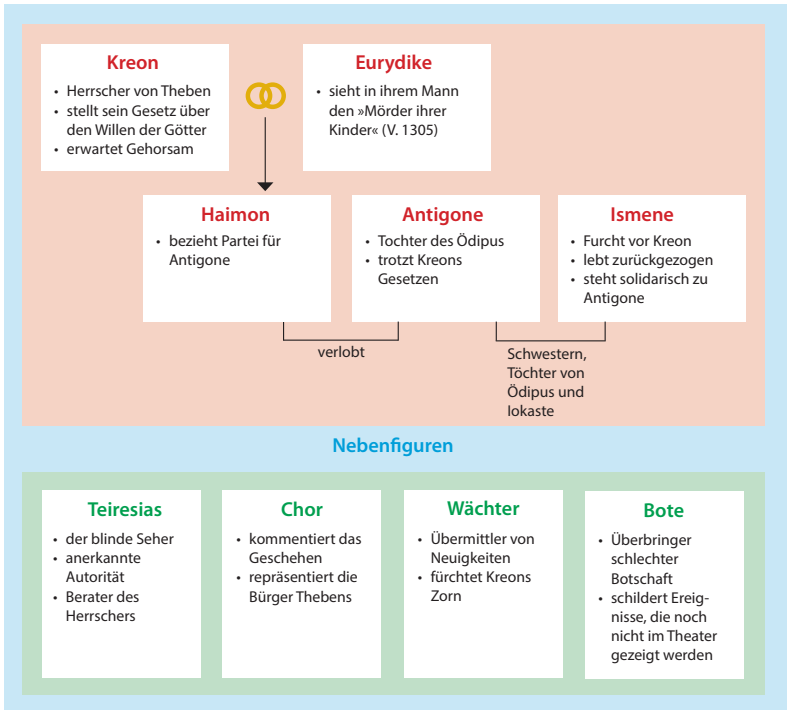 Kreon
• Herrscher von Theben
• stellt sein Gesetz über
den Willen der Götter
• erwartet Gehorsam
Eurydike
• sieht in ihrem Mann
den »Mörder ihrer
Kinder« (V. 1305)
Haimon
• bezieht Partei für
Antigone
Antigone
• Tochter des Ödipus
• trotzt Kreons
Gesetzen
Ismene
• Furcht vor Kreon
• lebt zurückgezogen
• steht solidarisch zu
Antigone
verlobt
Schwestern,
Töchter von
Ödipus und
Iokaste
Nebenfiguren
Teiresias
• der blinde Seher
• anerkannte
Autorität
• Berater des
Herrschers
Chor
• kommentiert das
Geschehen
• repräsentiert die
Bürger Thebens
Wächter
• Übermittler von
Neuigkeiten
• fürchtet Kreons
Zorn
Bote
• Überbringer
schlechter
Botschaft
• schildert Ereig-
nisse, die noch
nicht im Theater
gezeigt werden